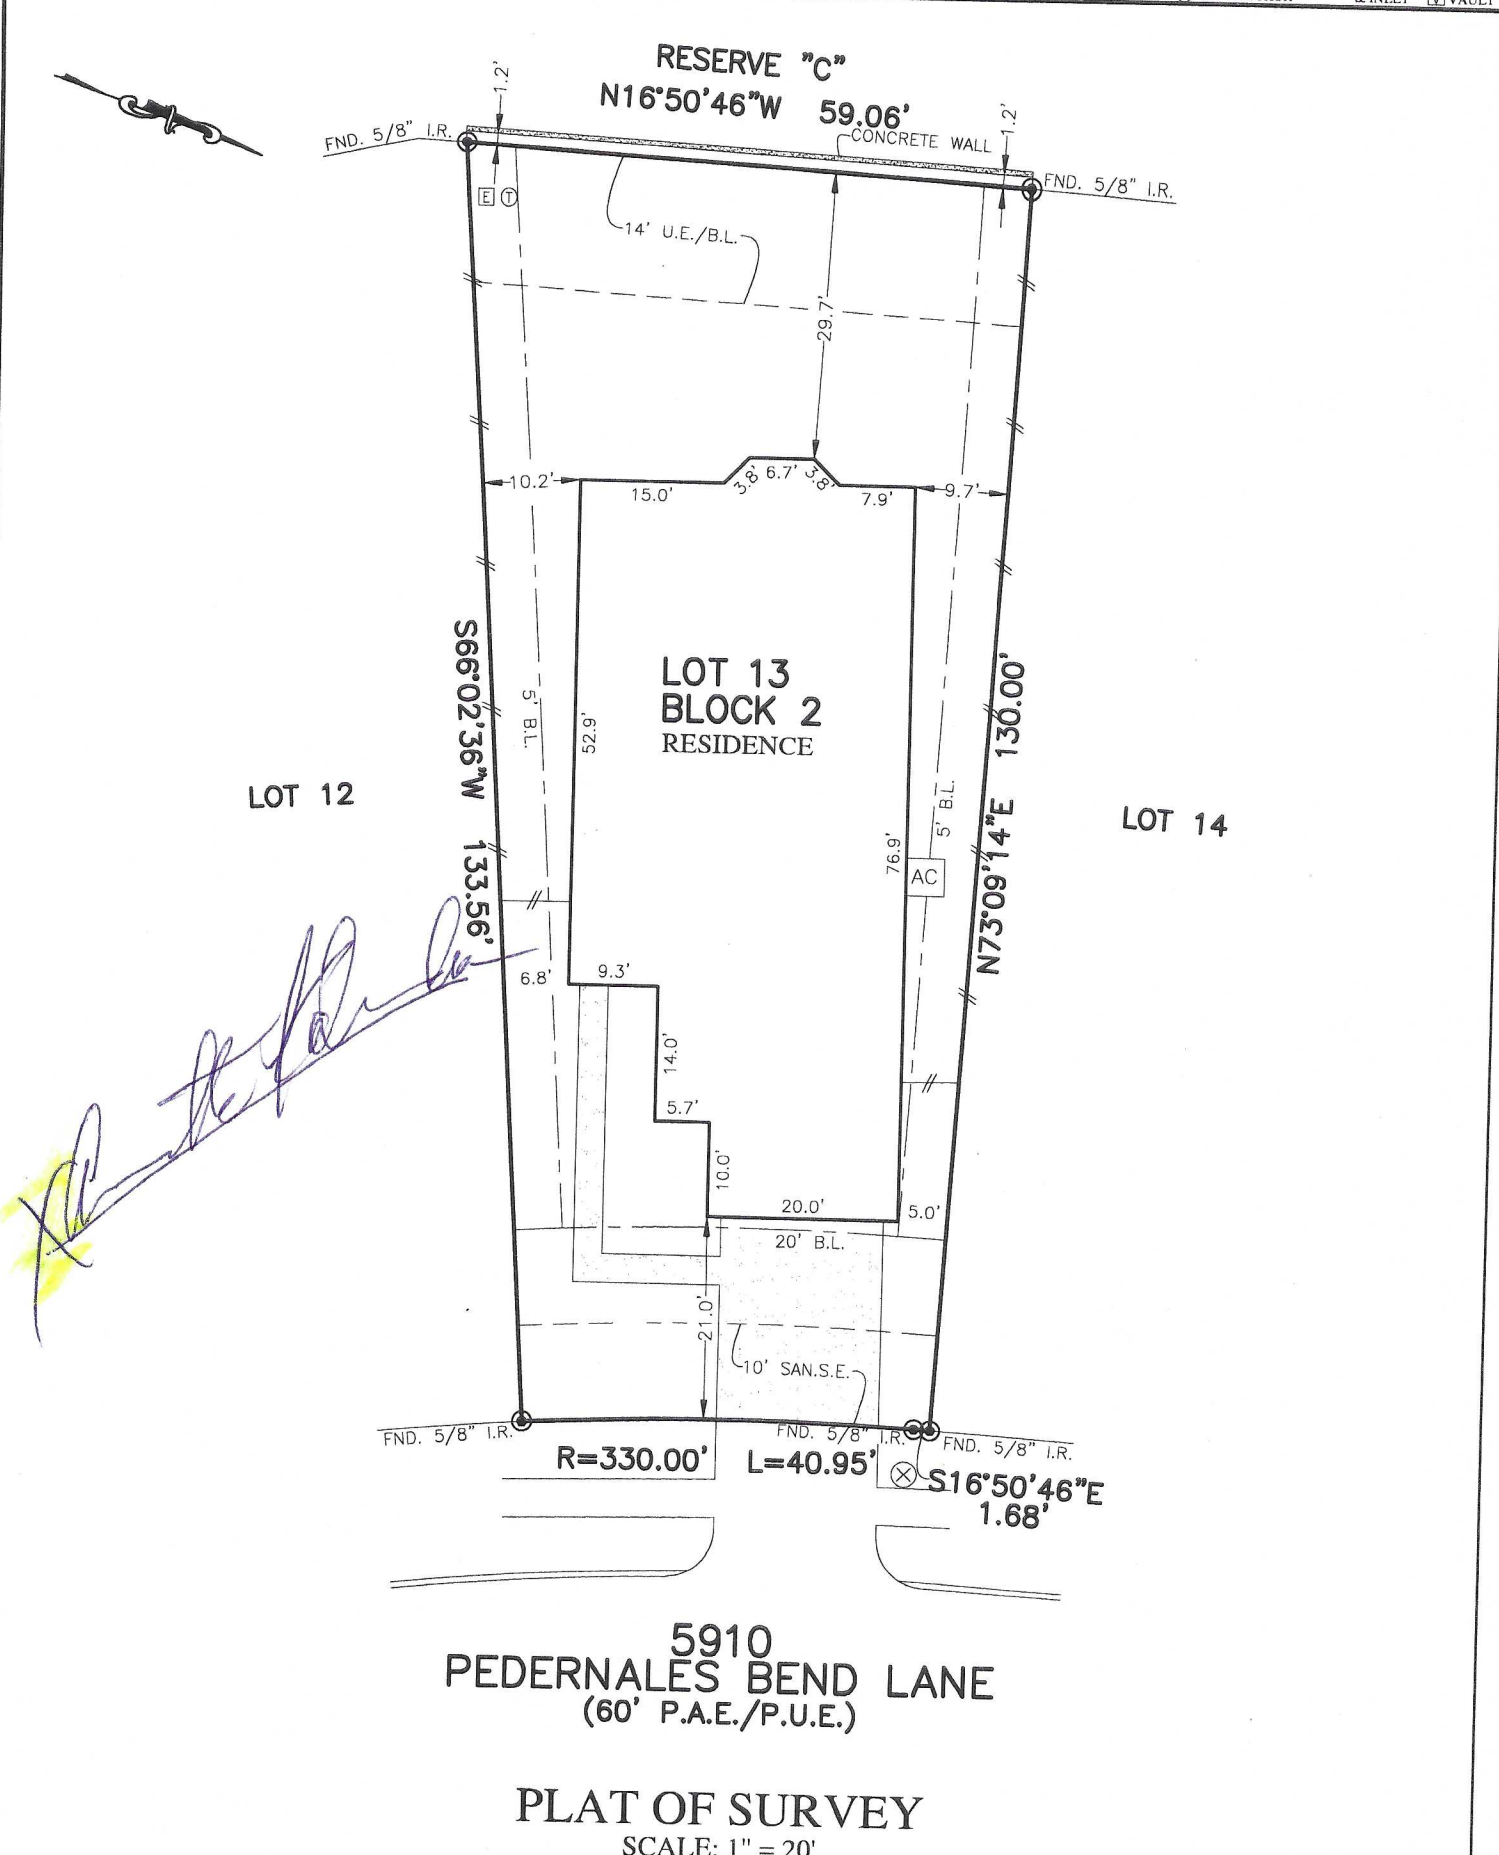 RESERVE "C"
N16°50'46"W 59.06'
1.2'
1.2'
FND. 5/8" I.R.
CONCRETE WALL
FND. 5/8" I.R.
E T
14' U.E./B.L.
29.7'
10.2'
15.0'
3.8'
6.7'
3.8'
7.9'
9.7'
S66°02'36"W 133.56'
5' B.L.
52.9'
LOT 13
BLOCK 2
RESIDENCE
N73°09'14"E 130.00'
LOT 12
LOT 14
5' B.L.
76.9'
AC
6.8'
9.3'
14.0'
5.7'
10.0'
20.0'
5.0'
20' B.L.
21.0'
10' SAN.S.E.
FND. 5/8" I.R.
FND. 5/8" I.R.
FND. 5/8" I.R.
R=330.00' L=40.95'
S16°50'46"E
1.68'
5910
PEDERNALES BEND LANE
(60' P.A.E./P.U.E.)
PLAT OF SURVEY
SCALE: 1" = 20'